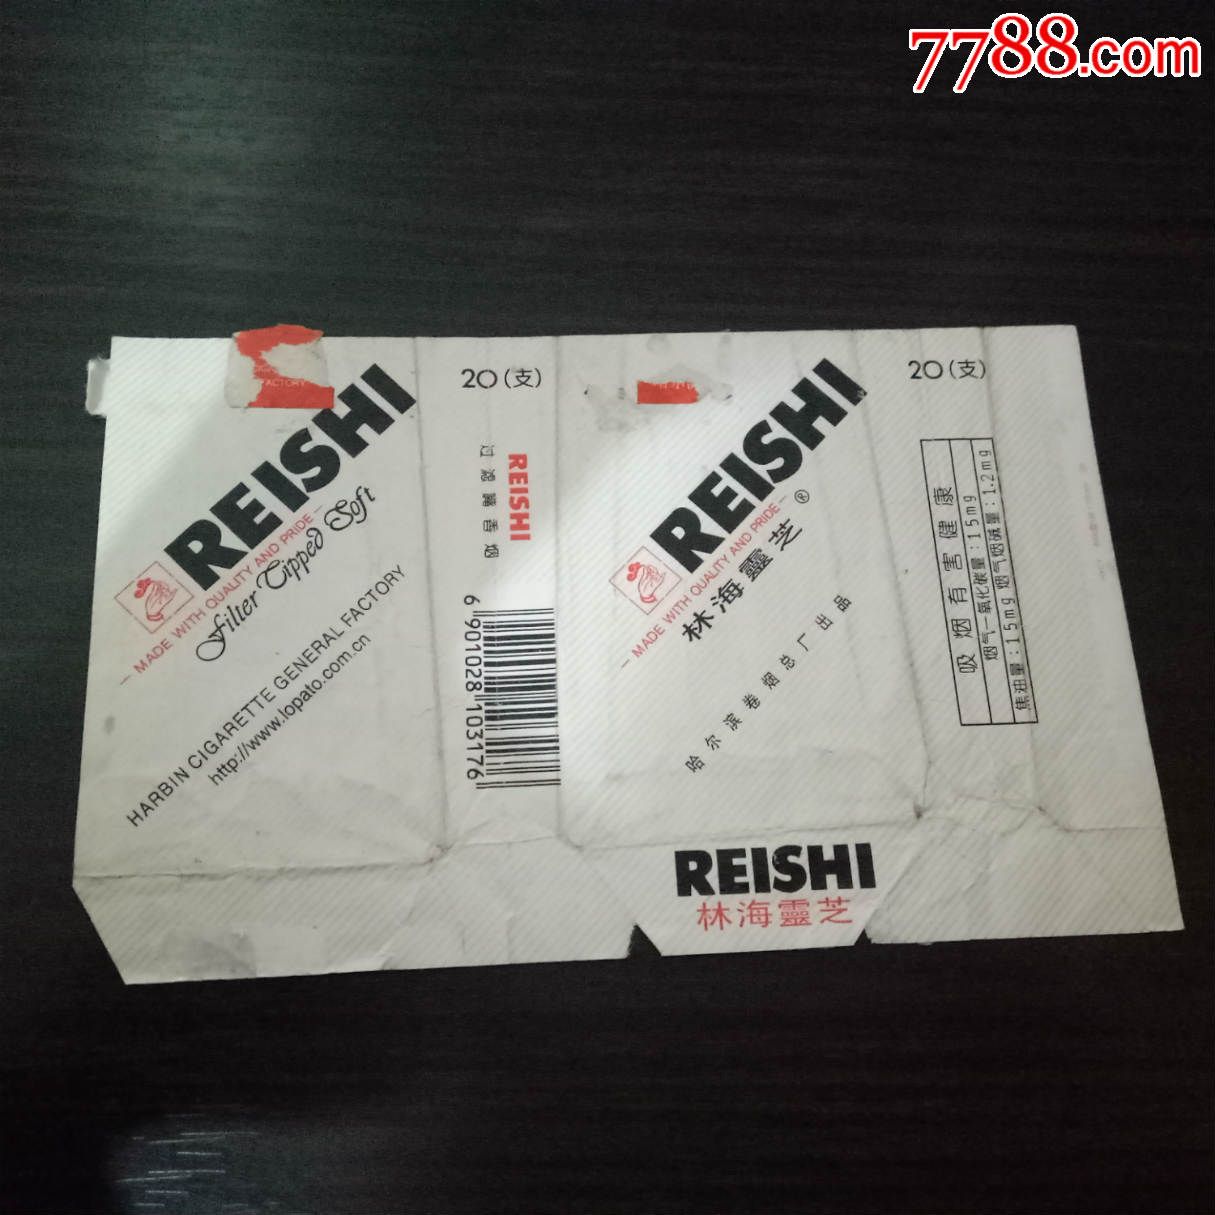 7788.com
CIGARE
FACTORY
REISHI
— MADE WITH QUALITY AND PRIDE —
Filter Tipped Soft
HARBIN CIGARETTE GENERAL FACTORY
http://www.lopato.com.cn
20(支)
REISHI
过滤嘴香烟
6 901028 103176
REISHI
— MADE WITH QUALITY AND PRIDE —
林海靈芝®
哈尔滨卷烟总厂出品
20(支)
吸烟有害健康
烟气一氧化碳量:15mg
焦油量:15mg 烟气烟碱量:1.2mg
REISHI
林海靈芝